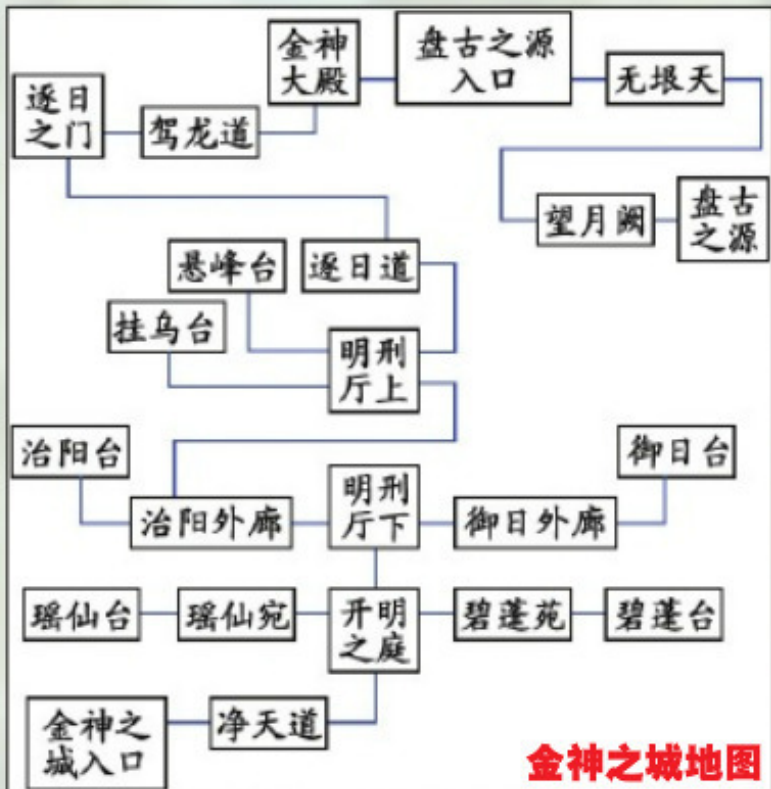 金神
大殿
盘古之源
入口
无垠天
逐日
之门
驾龙道
望月阙
盘古
之源
悬峰台
逐日道
挂乌台
明刑
厅上
治阳台
御日台
治阳外廊
明刑
厅下
御日外廊
瑶仙台
瑶仙宛
开明
之庭
碧蓬苑
碧蓬台
金神之
城入口
净天道
金神之城地图